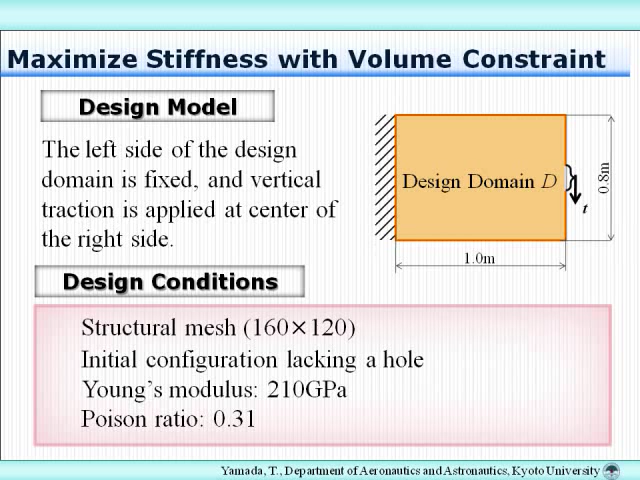 Maximize Stiffness with Volume Constraint
Design Model
The left side of the design
domain is fixed, and vertical
traction is applied at center of
the right side.
Design Domain D
t
0.8m
1.0m
Design Conditions
Structural mesh (160×120)
Initial configuration lacking a hole
Young's modulus: 210GPa
Poison ratio: 0.31
Yamada, T., Department of Aeronautics and Astronautics, Kyoto University